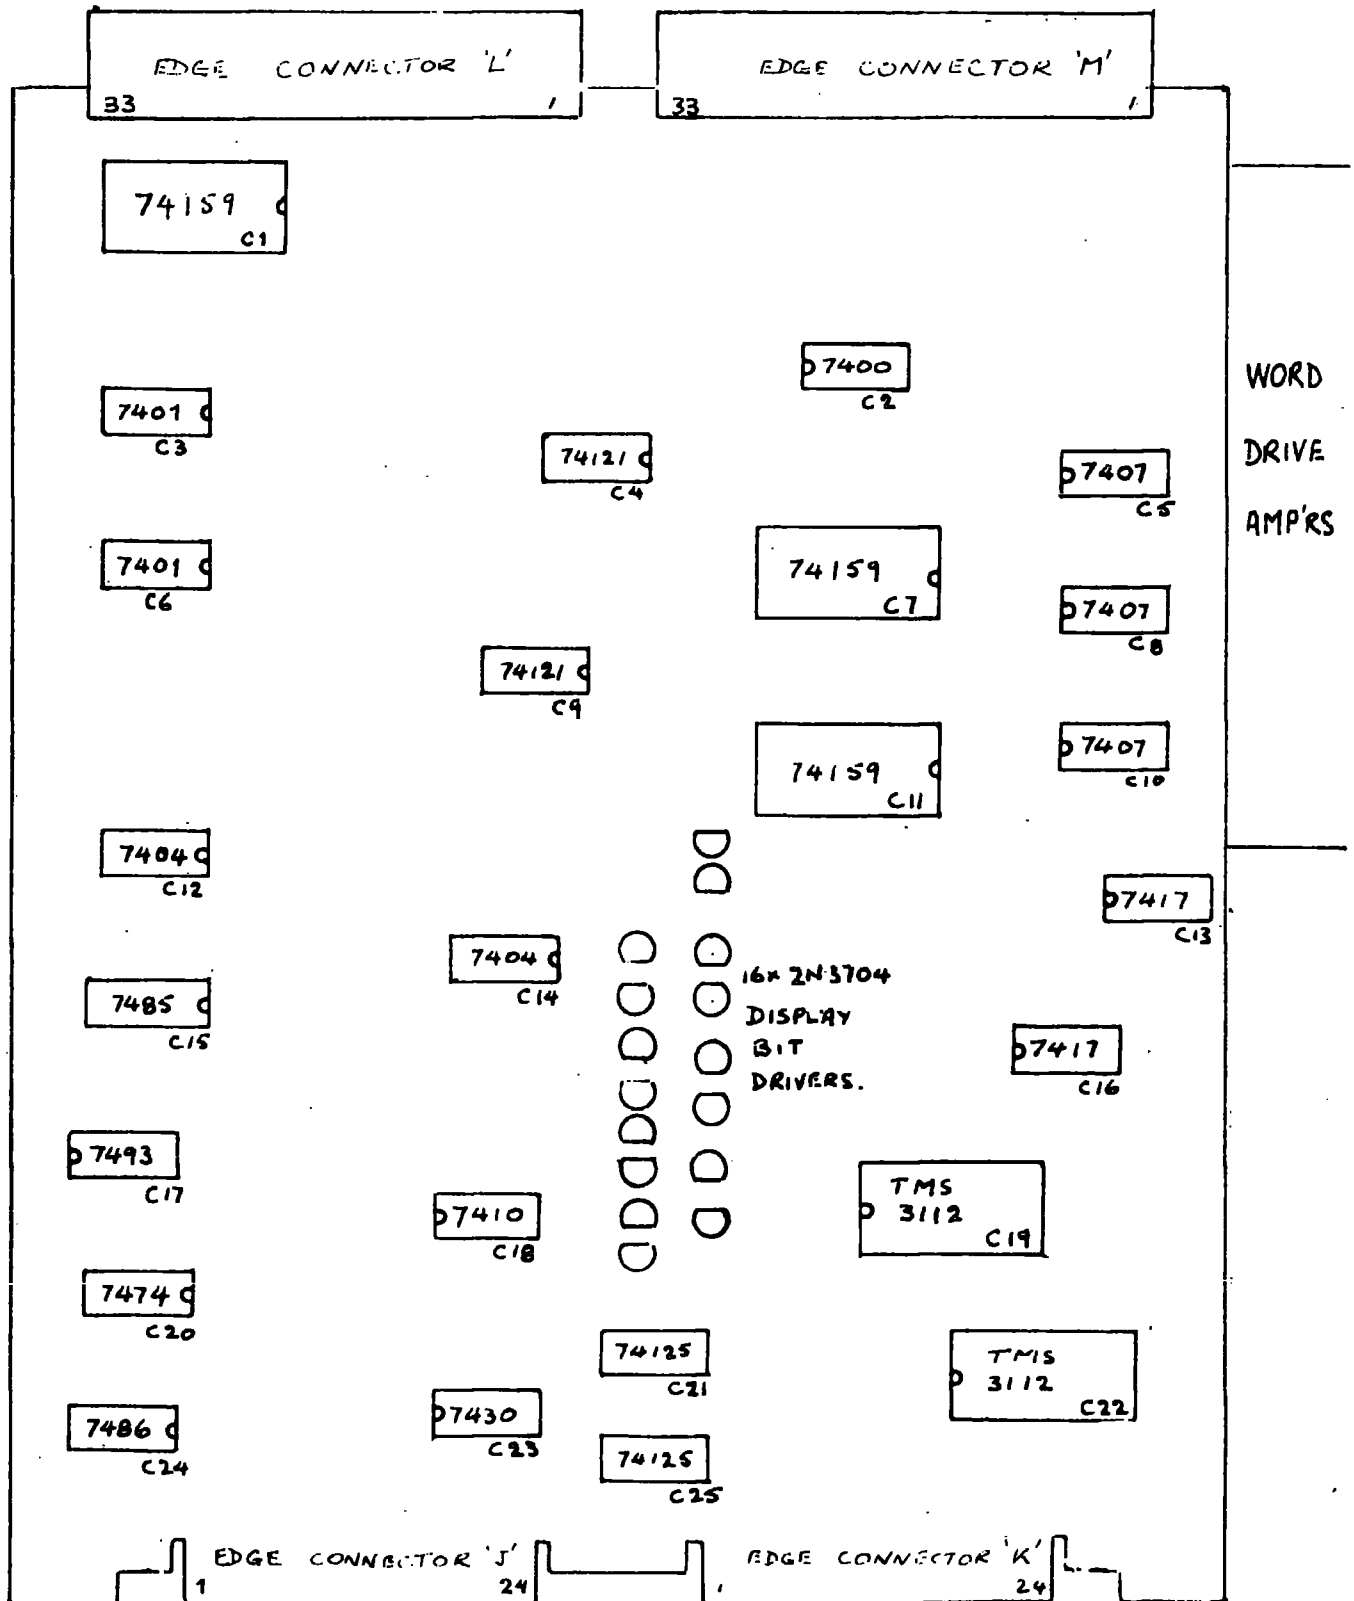 EDGE CONNECTOR 'L'
33 1
EDGE CONNECTOR 'M'
33 1
74159
C1
7400
C2
WORD
DRIVE
AMP'RS
7401
C3
74121
C4
7407
C5
7401
C6
74159
C7
7407
C8
74121
C9
7407
C10
74159
C11
7404
C12
7417
C13
7404
C14
16x 2N3704
DISPLAY
BIT
DRIVERS.
7485
C15
7417
C16
7493
C17
7410
C18
TMS
3112
C19
7474
C20
74125
C21
TMS
3112
C22
7430
C23
7486
C24
74125
C25
EDGE CONNECTOR 'J'
1 24
EDGE CONNECTOR 'K'
1 24